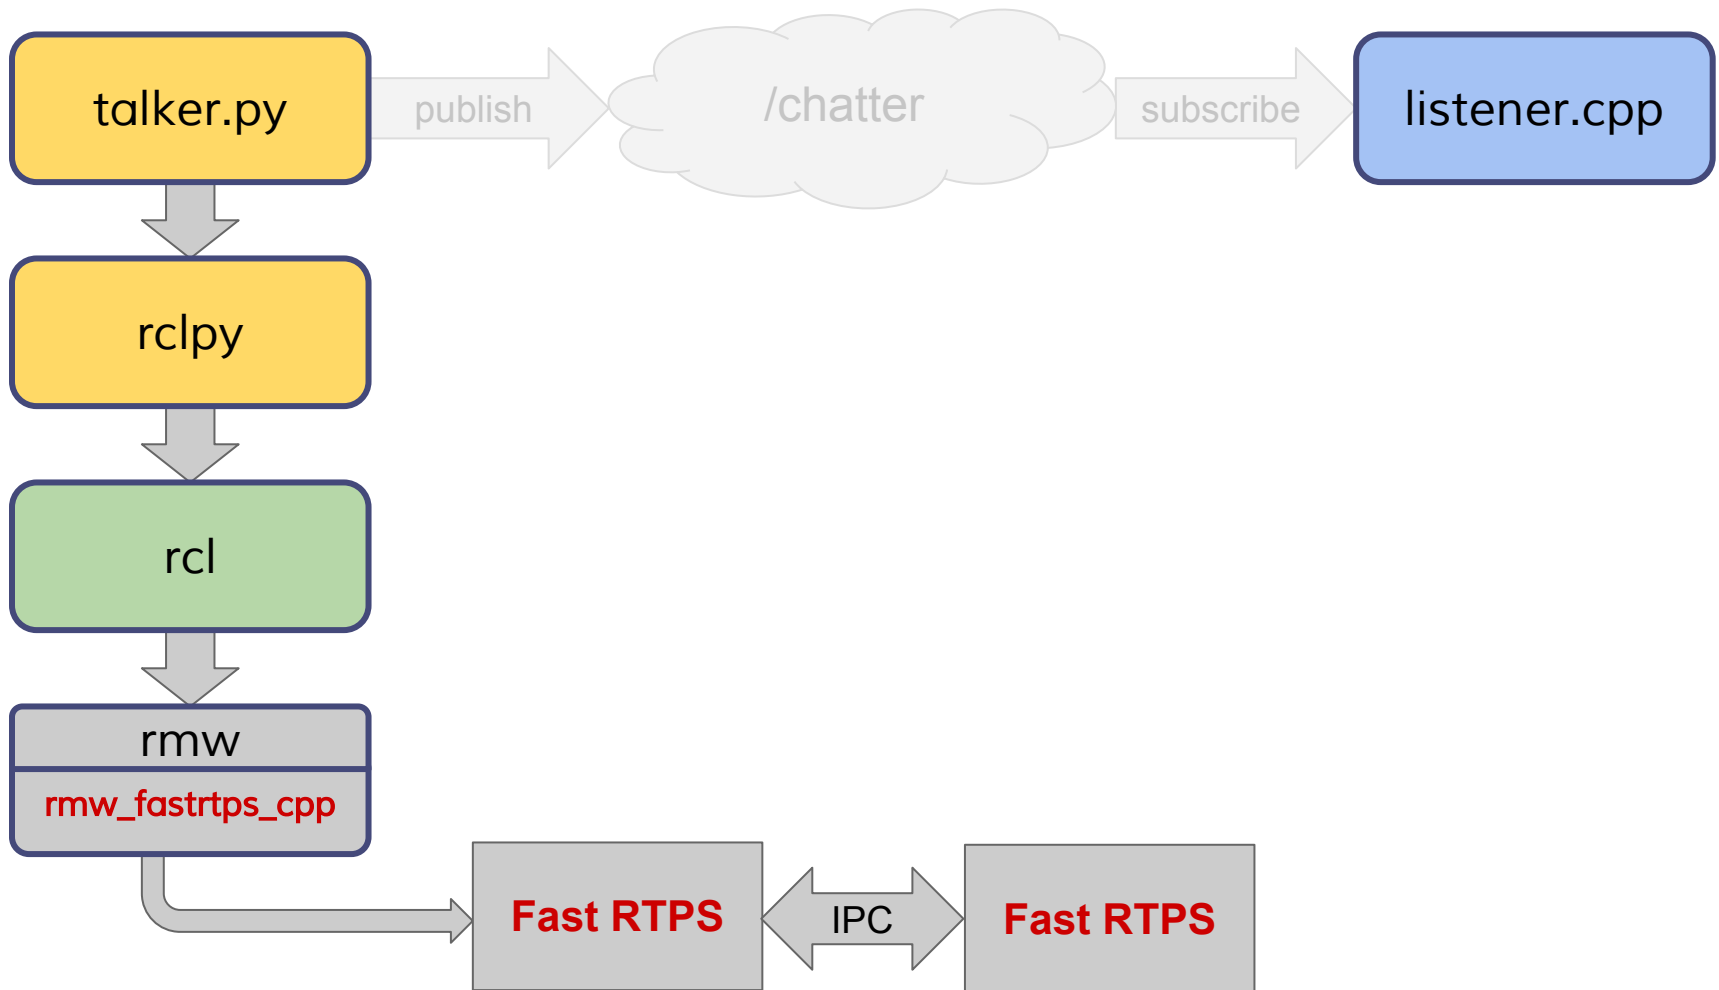 talker.py
publish
/chatter
subscribe
listener.cpp
rclpy
rcl
rmw
rmw_fastrtps_cpp
Fast RTPS
IPC
Fast RTPS